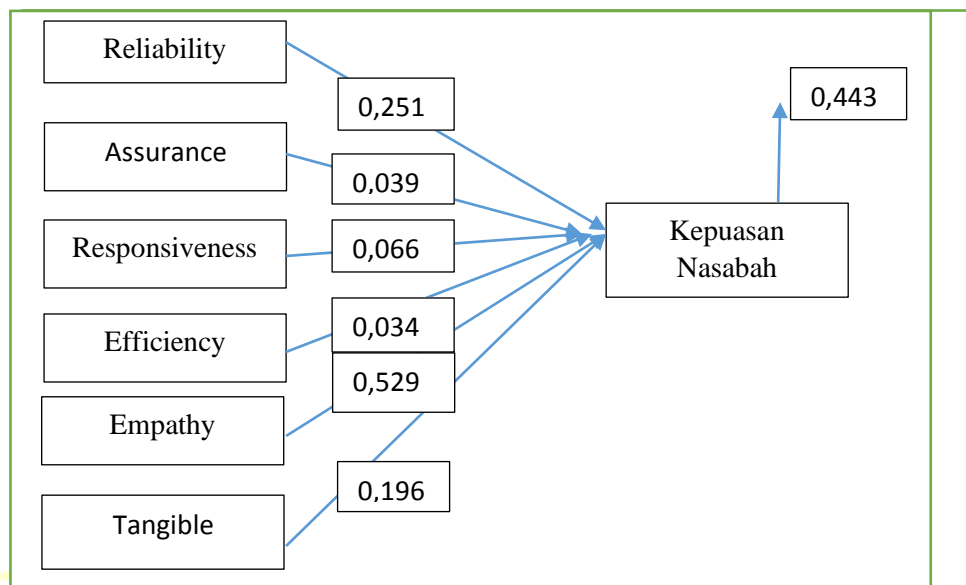 Reliability
0,443
0,251
Assurance
0,039
Responsiveness
0,066
Kepuasan
Nasabah
Efficiency
0,034
0,529
Empathy
0,196
Tangible